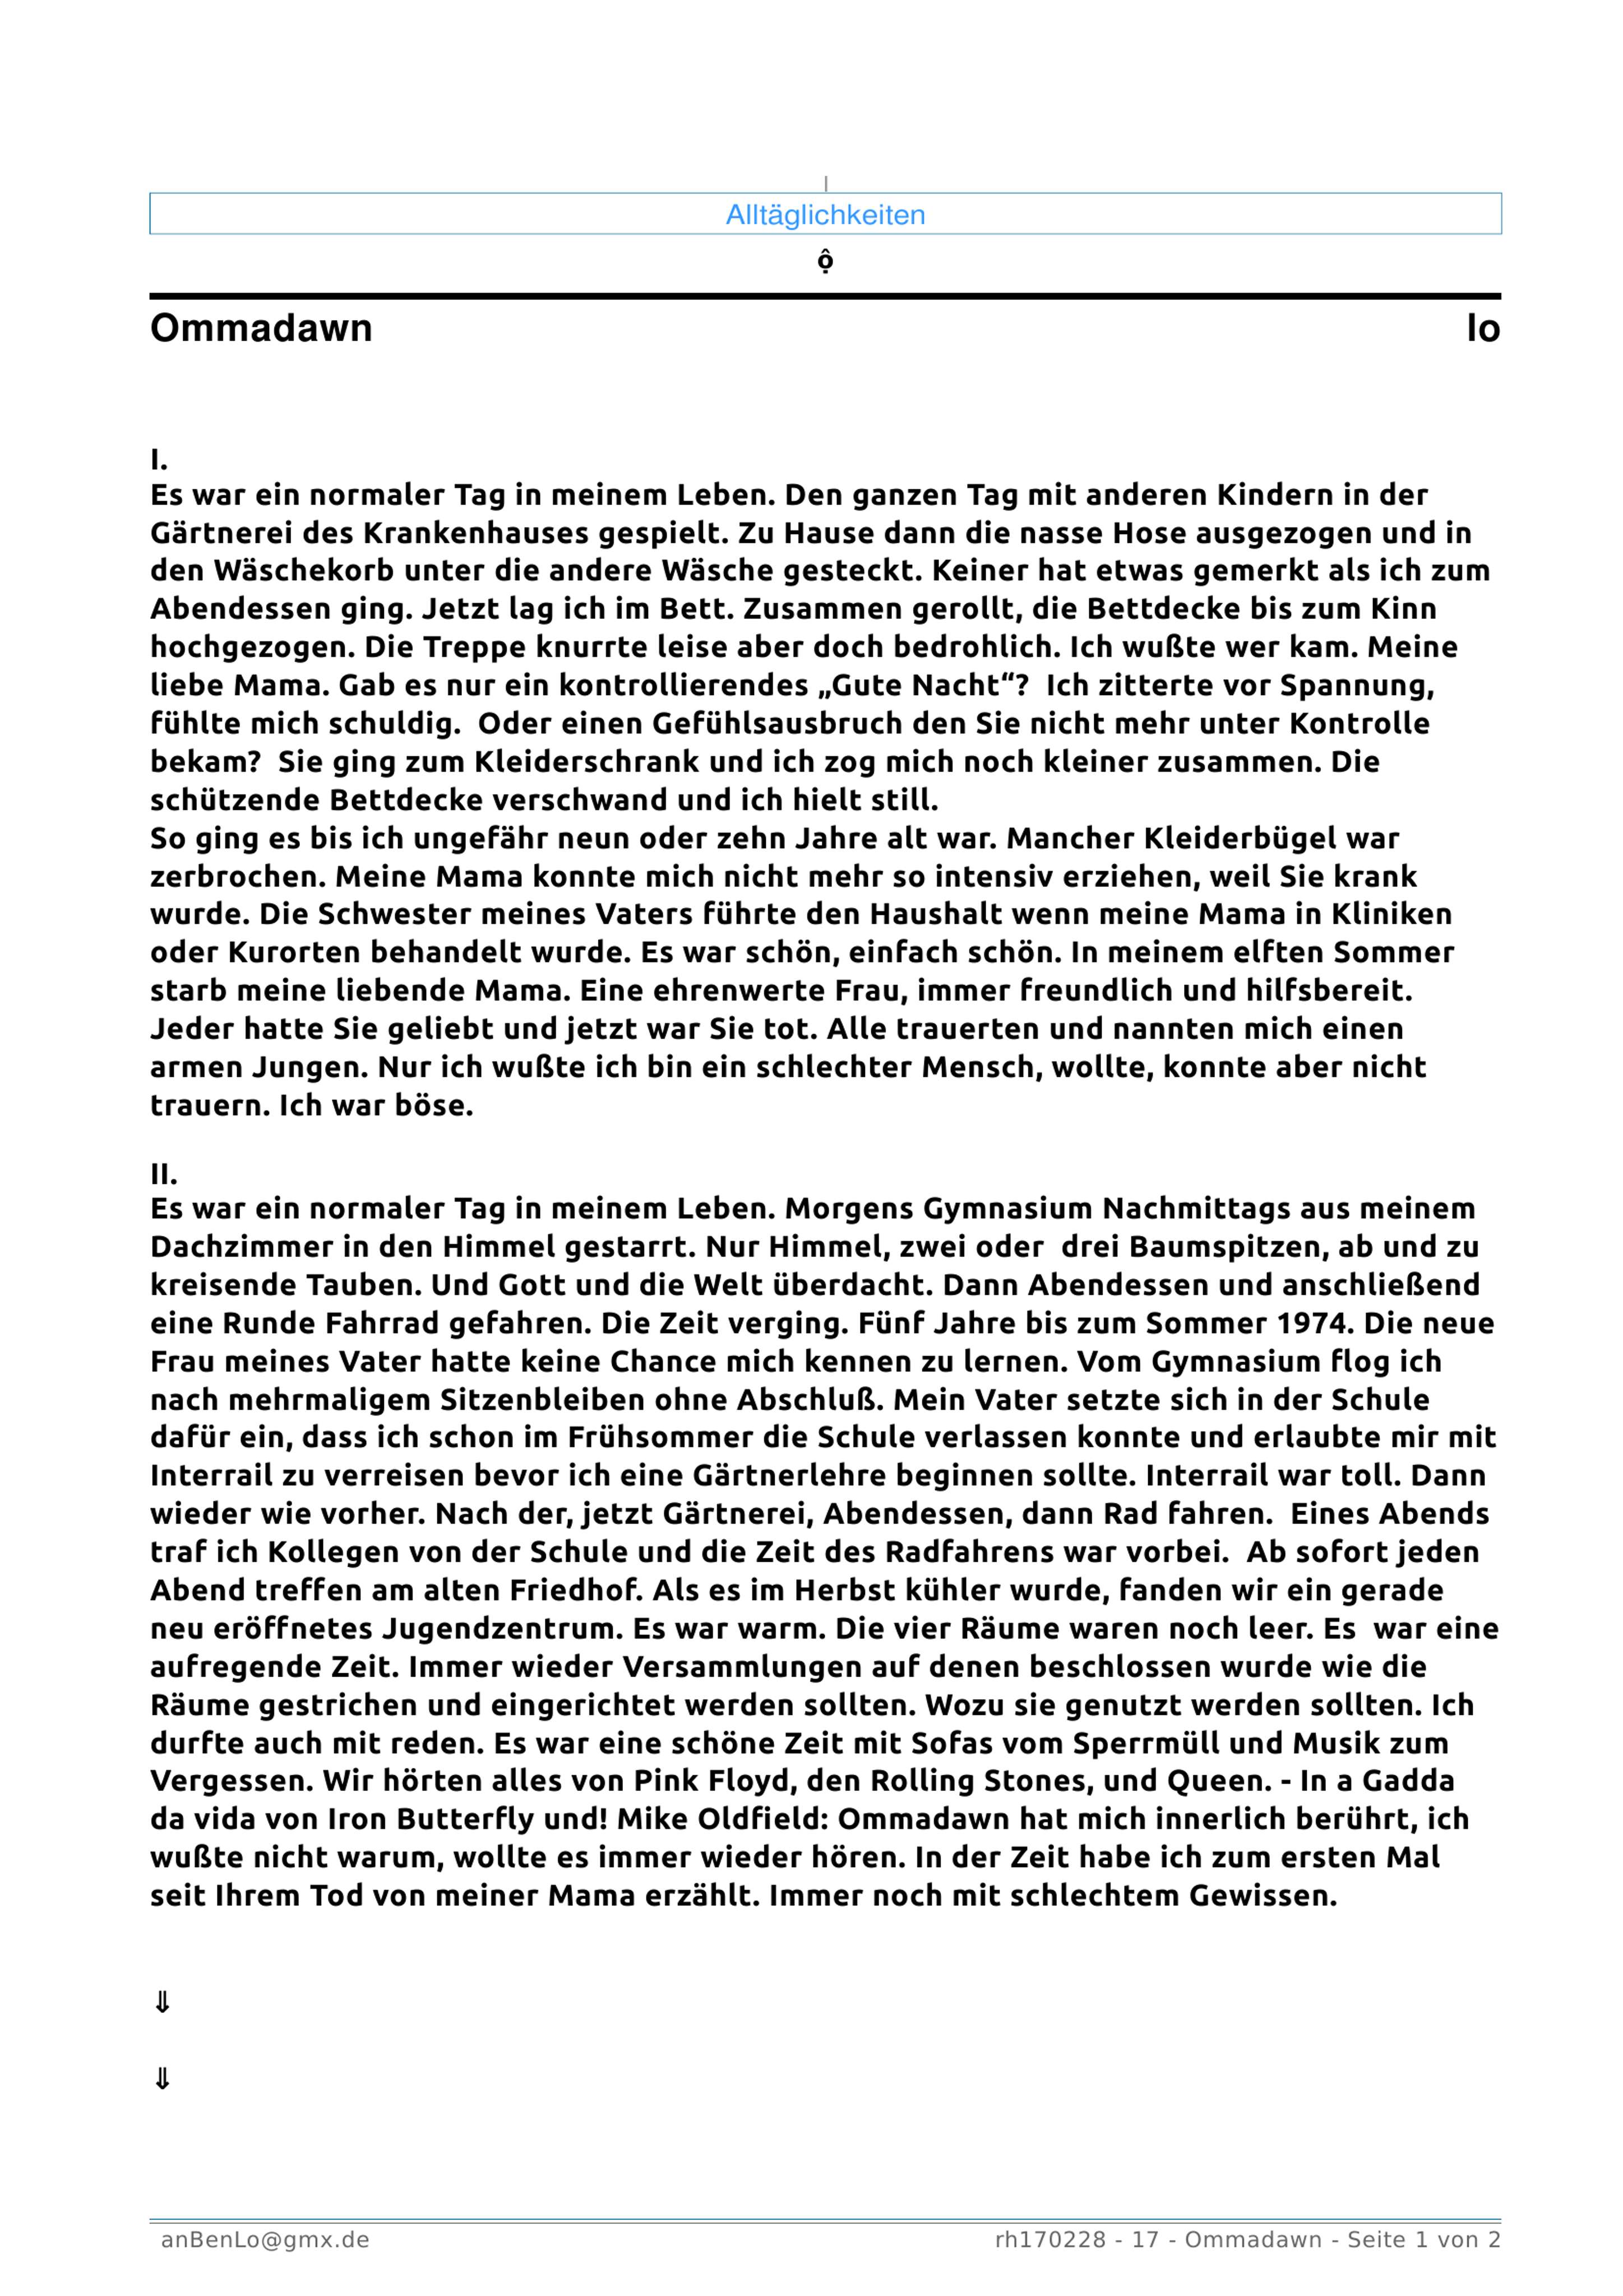 Alltäglichkeiten
ộ
Ommadawn lo
I.
Es war ein normaler Tag in meinem Leben. Den ganzen Tag mit anderen Kindern in der
Gärtnerei des Krankenhauses gespielt. Zu Hause dann die nasse Hose ausgezogen und in
den Wäschekorb unter die andere Wäsche gesteckt. Keiner hat etwas gemerkt als ich zum
Abendessen ging. Jetzt lag ich im Bett. Zusammen gerollt, die Bettdecke bis zum Kinn
hochgezogen. Die Treppe knurrte leise aber doch bedrohlich. Ich wußte wer kam. Meine
liebe Mama. Gab es nur ein kontrollierendes „Gute Nacht“?  Ich zitterte vor Spannung,
fühlte mich schuldig.  Oder einen Gefühlsausbruch den Sie nicht mehr unter Kontrolle
bekam?  Sie ging zum Kleiderschrank und ich zog mich noch kleiner zusammen. Die
schützende Bettdecke verschwand und ich hielt still.
So ging es bis ich ungefähr neun oder zehn Jahre alt war. Mancher Kleiderbügel war
zerbrochen. Meine Mama konnte mich nicht mehr so intensiv erziehen, weil Sie krank
wurde. Die Schwester meines Vaters führte den Haushalt wenn meine Mama in Kliniken
oder Kurorten behandelt wurde. Es war schön, einfach schön. In meinem elften Sommer
starb meine liebende Mama. Eine ehrenwerte Frau, immer freundlich und hilfsbereit.
Jeder hatte Sie geliebt und jetzt war Sie tot. Alle trauerten und nannten mich einen
armen Jungen. Nur ich wußte ich bin ein schlechter Mensch, wollte, konnte aber nicht
trauern. Ich war böse.
II.
Es war ein normaler Tag in meinem Leben. Morgens Gymnasium Nachmittags aus meinem
Dachzimmer in den Himmel gestarrt. Nur Himmel, zwei oder  drei Baumspitzen, ab und zu
kreisende Tauben. Und Gott und die Welt überdacht. Dann Abendessen und anschließend
eine Runde Fahrrad gefahren. Die Zeit verging. Fünf Jahre bis zum Sommer 1974. Die neue
Frau meines Vater hatte keine Chance mich kennen zu lernen. Vom Gymnasium flog ich
nach mehrmaligem Sitzenbleiben ohne Abschluß. Mein Vater setzte sich in der Schule
dafür ein, dass ich schon im Frühsommer die Schule verlassen konnte und erlaubte mir mit
Interrail zu verreisen bevor ich eine Gärtnerlehre beginnen sollte. Interrail war toll. Dann
wieder wie vorher. Nach der, jetzt Gärtnerei, Abendessen, dann Rad fahren.  Eines Abends
traf ich Kollegen von der Schule und die Zeit des Radfahrens war vorbei.  Ab sofort jeden
Abend treffen am alten Friedhof. Als es im Herbst kühler wurde, fanden wir ein gerade
neu eröffnetes Jugendzentrum. Es war warm. Die vier Räume waren noch leer. Es  war eine
aufregende Zeit. Immer wieder Versammlungen auf denen beschlossen wurde wie die
Räume gestrichen und eingerichtet werden sollten. Wozu sie genutzt werden sollten. Ich
durfte auch mit reden. Es war eine schöne Zeit mit Sofas vom Sperrmüll und Musik zum
Vergessen. Wir hörten alles von Pink Floyd, den Rolling Stones, und Queen. - In a Gadda
da vida von Iron Butterfly und! Mike Oldfield: Ommadawn hat mich innerlich berührt, ich
wußte nicht warum, wollte es immer wieder hören. In der Zeit habe ich zum ersten Mal
seit Ihrem Tod von meiner Mama erzählt. Immer noch mit schlechtem Gewissen.
⇓
⇓
anBenLo@gmx.de rh170228 - 17 - Ommadawn - Seite 1 von 2